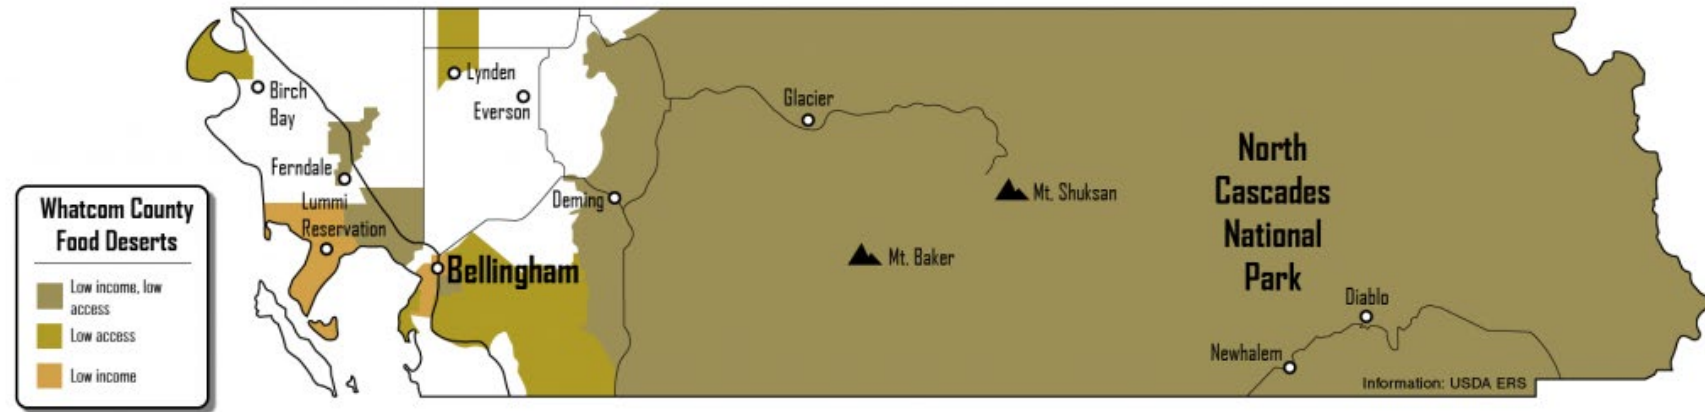 Whatcom County
Food Deserts
Low income, low
access
Low access
Low income
Birch
Bay
Lynden
Everson
Ferndale
Lummi
Reservation
Deming
Bellingham
Glacier
Mt. Shuksan
Mt. Baker
North
Cascades
National
Park
Diablo
Newhalem
Information: USDA ERS